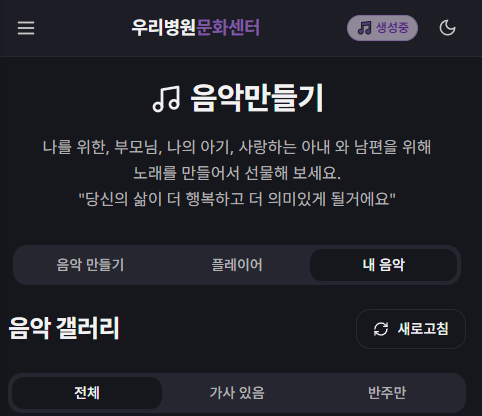 우리병원문화센터
생성중
음악만들기
나를 위한, 부모님, 나의 아기, 사랑하는 아내 와 남편을 위해
노래를 만들어서 선물해 보세요.
"당신의 삶이 더 행복하고 더 의미있게 될거에요"
음악 만들기
플레이어
내 음악
음악 갤러리
새로고침
전체
가사 있음
반주만